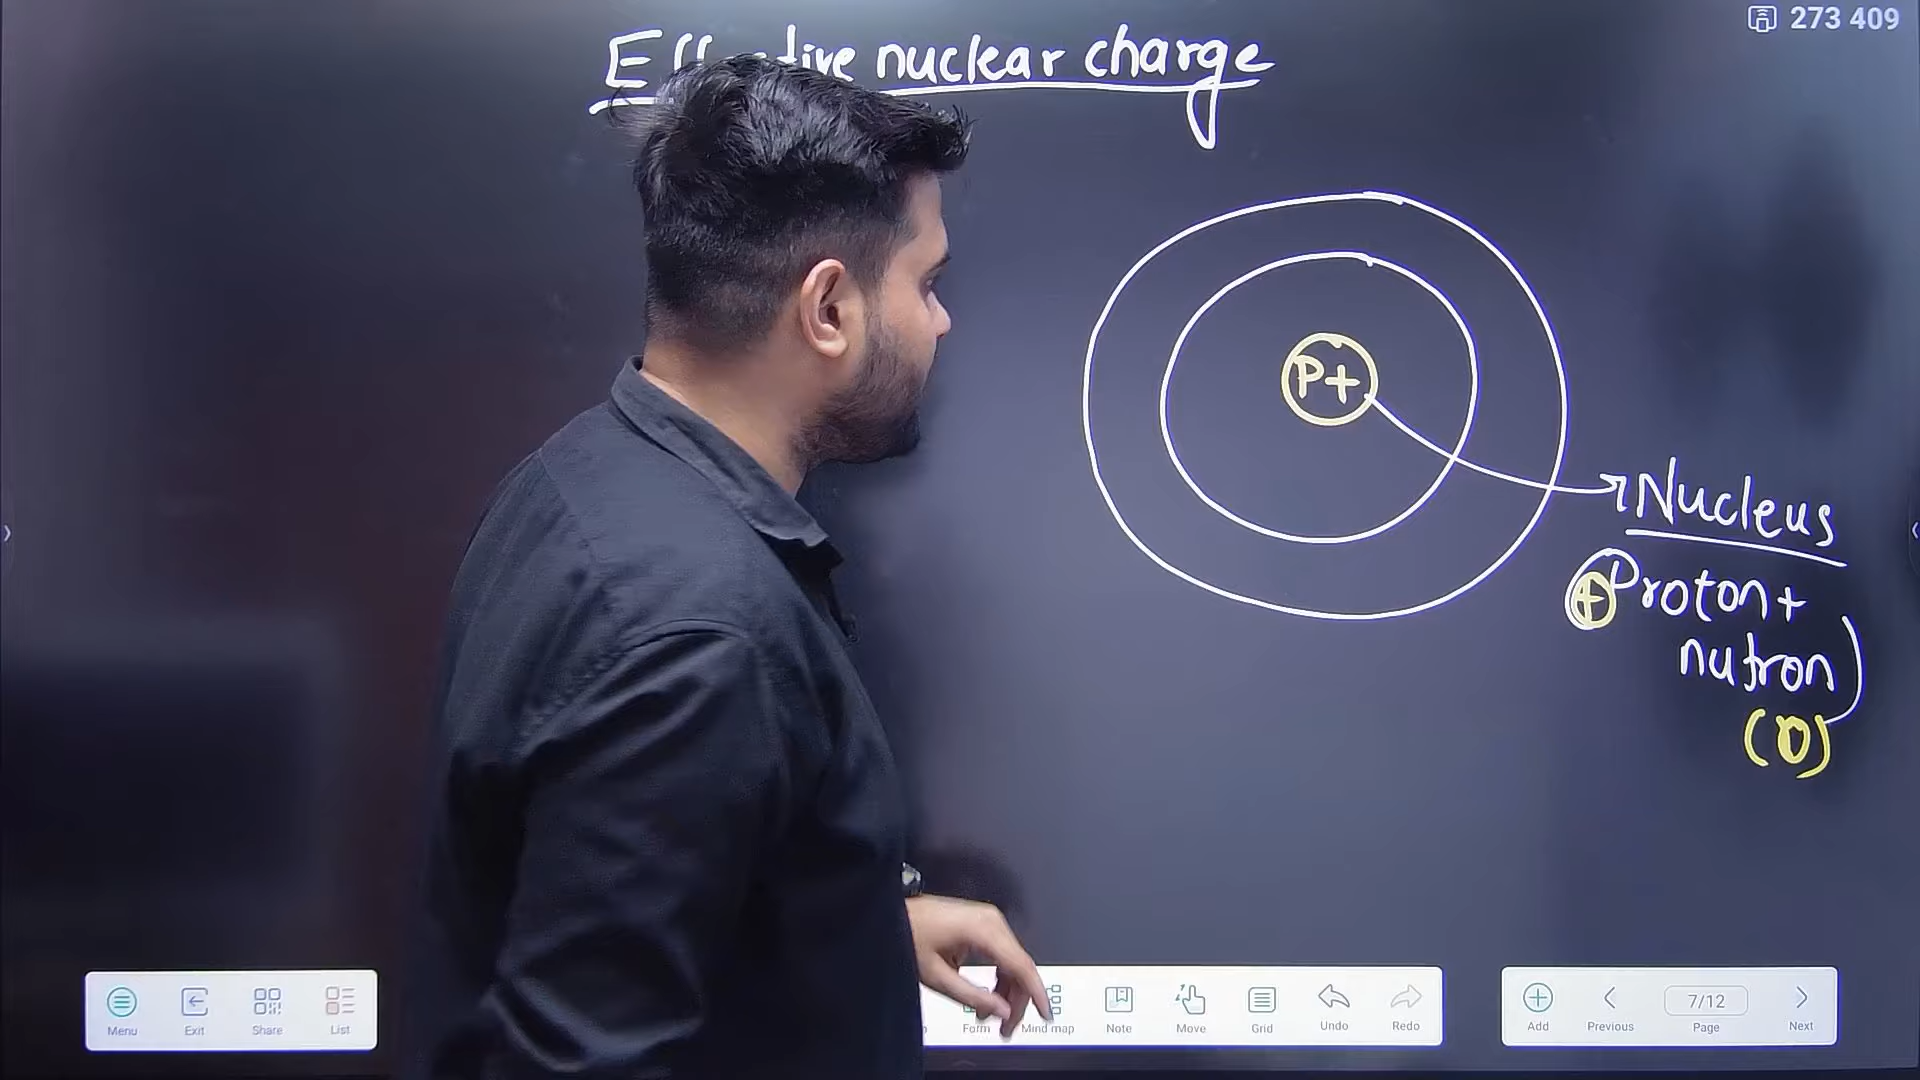 273 409
nuclear charge
P+
Nucleus
+ Proton+
nutron
(0)
Menu
Exit
Share
List
Form
Mind map
Note
Move
Grid
Undo
Redo
Add
Previous
7/12
Page
Next